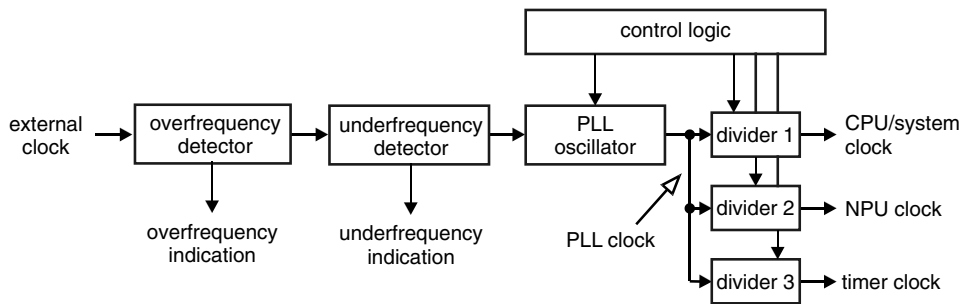 control logic
external
clock
overfrequency
detector
underfrequency
detector
PLL
oscillator
divider 1
CPU/system
clock
divider 2
NPU clock
PLL clock
overfrequency
indication
underfrequency
indication
divider 3
timer clock